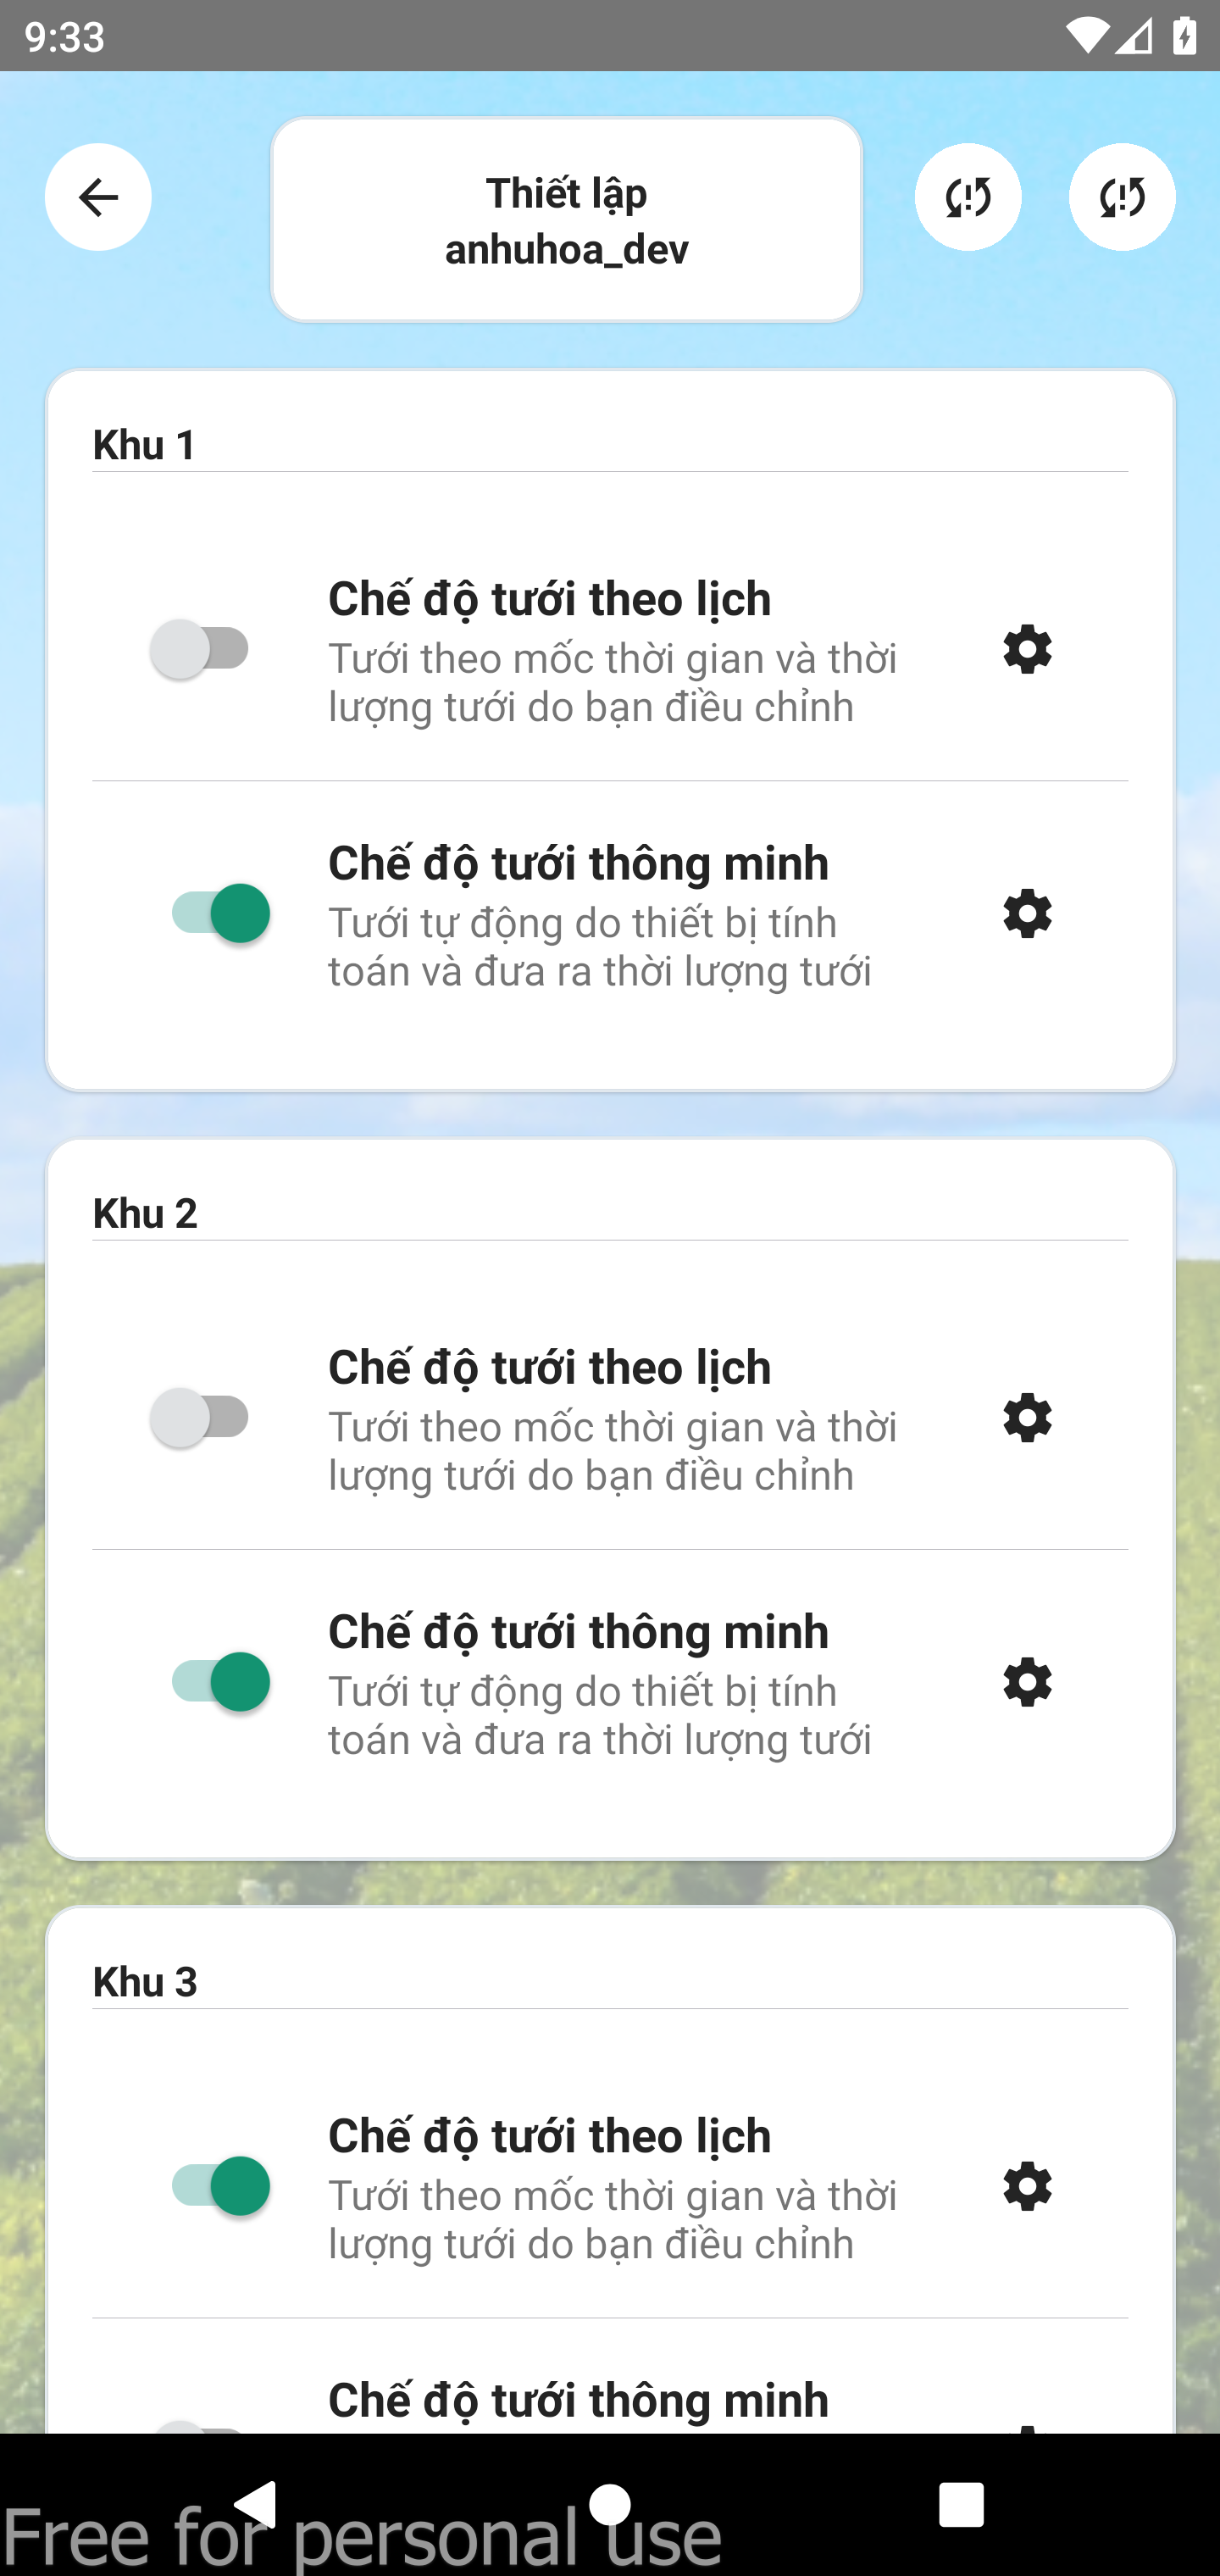 9:33
Thiết lập
anhuhoa_dev
Khu 1
Chế độ tưới theo lịch
Tưới theo mốc thời gian và thời
lượng tưới do bạn điều chỉnh
Chế độ tưới thông minh
Tưới tự động do thiết bị tính
toán và đưa ra thời lượng tưới
Khu 2
Chế độ tưới theo lịch
Tưới theo mốc thời gian và thời
lượng tưới do bạn điều chỉnh
Chế độ tưới thông minh
Tưới tự động do thiết bị tính
toán và đưa ra thời lượng tưới
Khu 3
Chế độ tưới theo lịch
Tưới theo mốc thời gian và thời
lượng tưới do bạn điều chỉnh
Chế độ tưới thông minh
Free for personal use